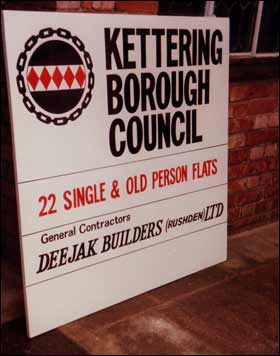 KETTERING
BOROUGH
COUNCIL
22 SINGLE & OLD PERSON FLATS
General Contractors
DEEJAK BUILDERS (RUSHDEN) LTD